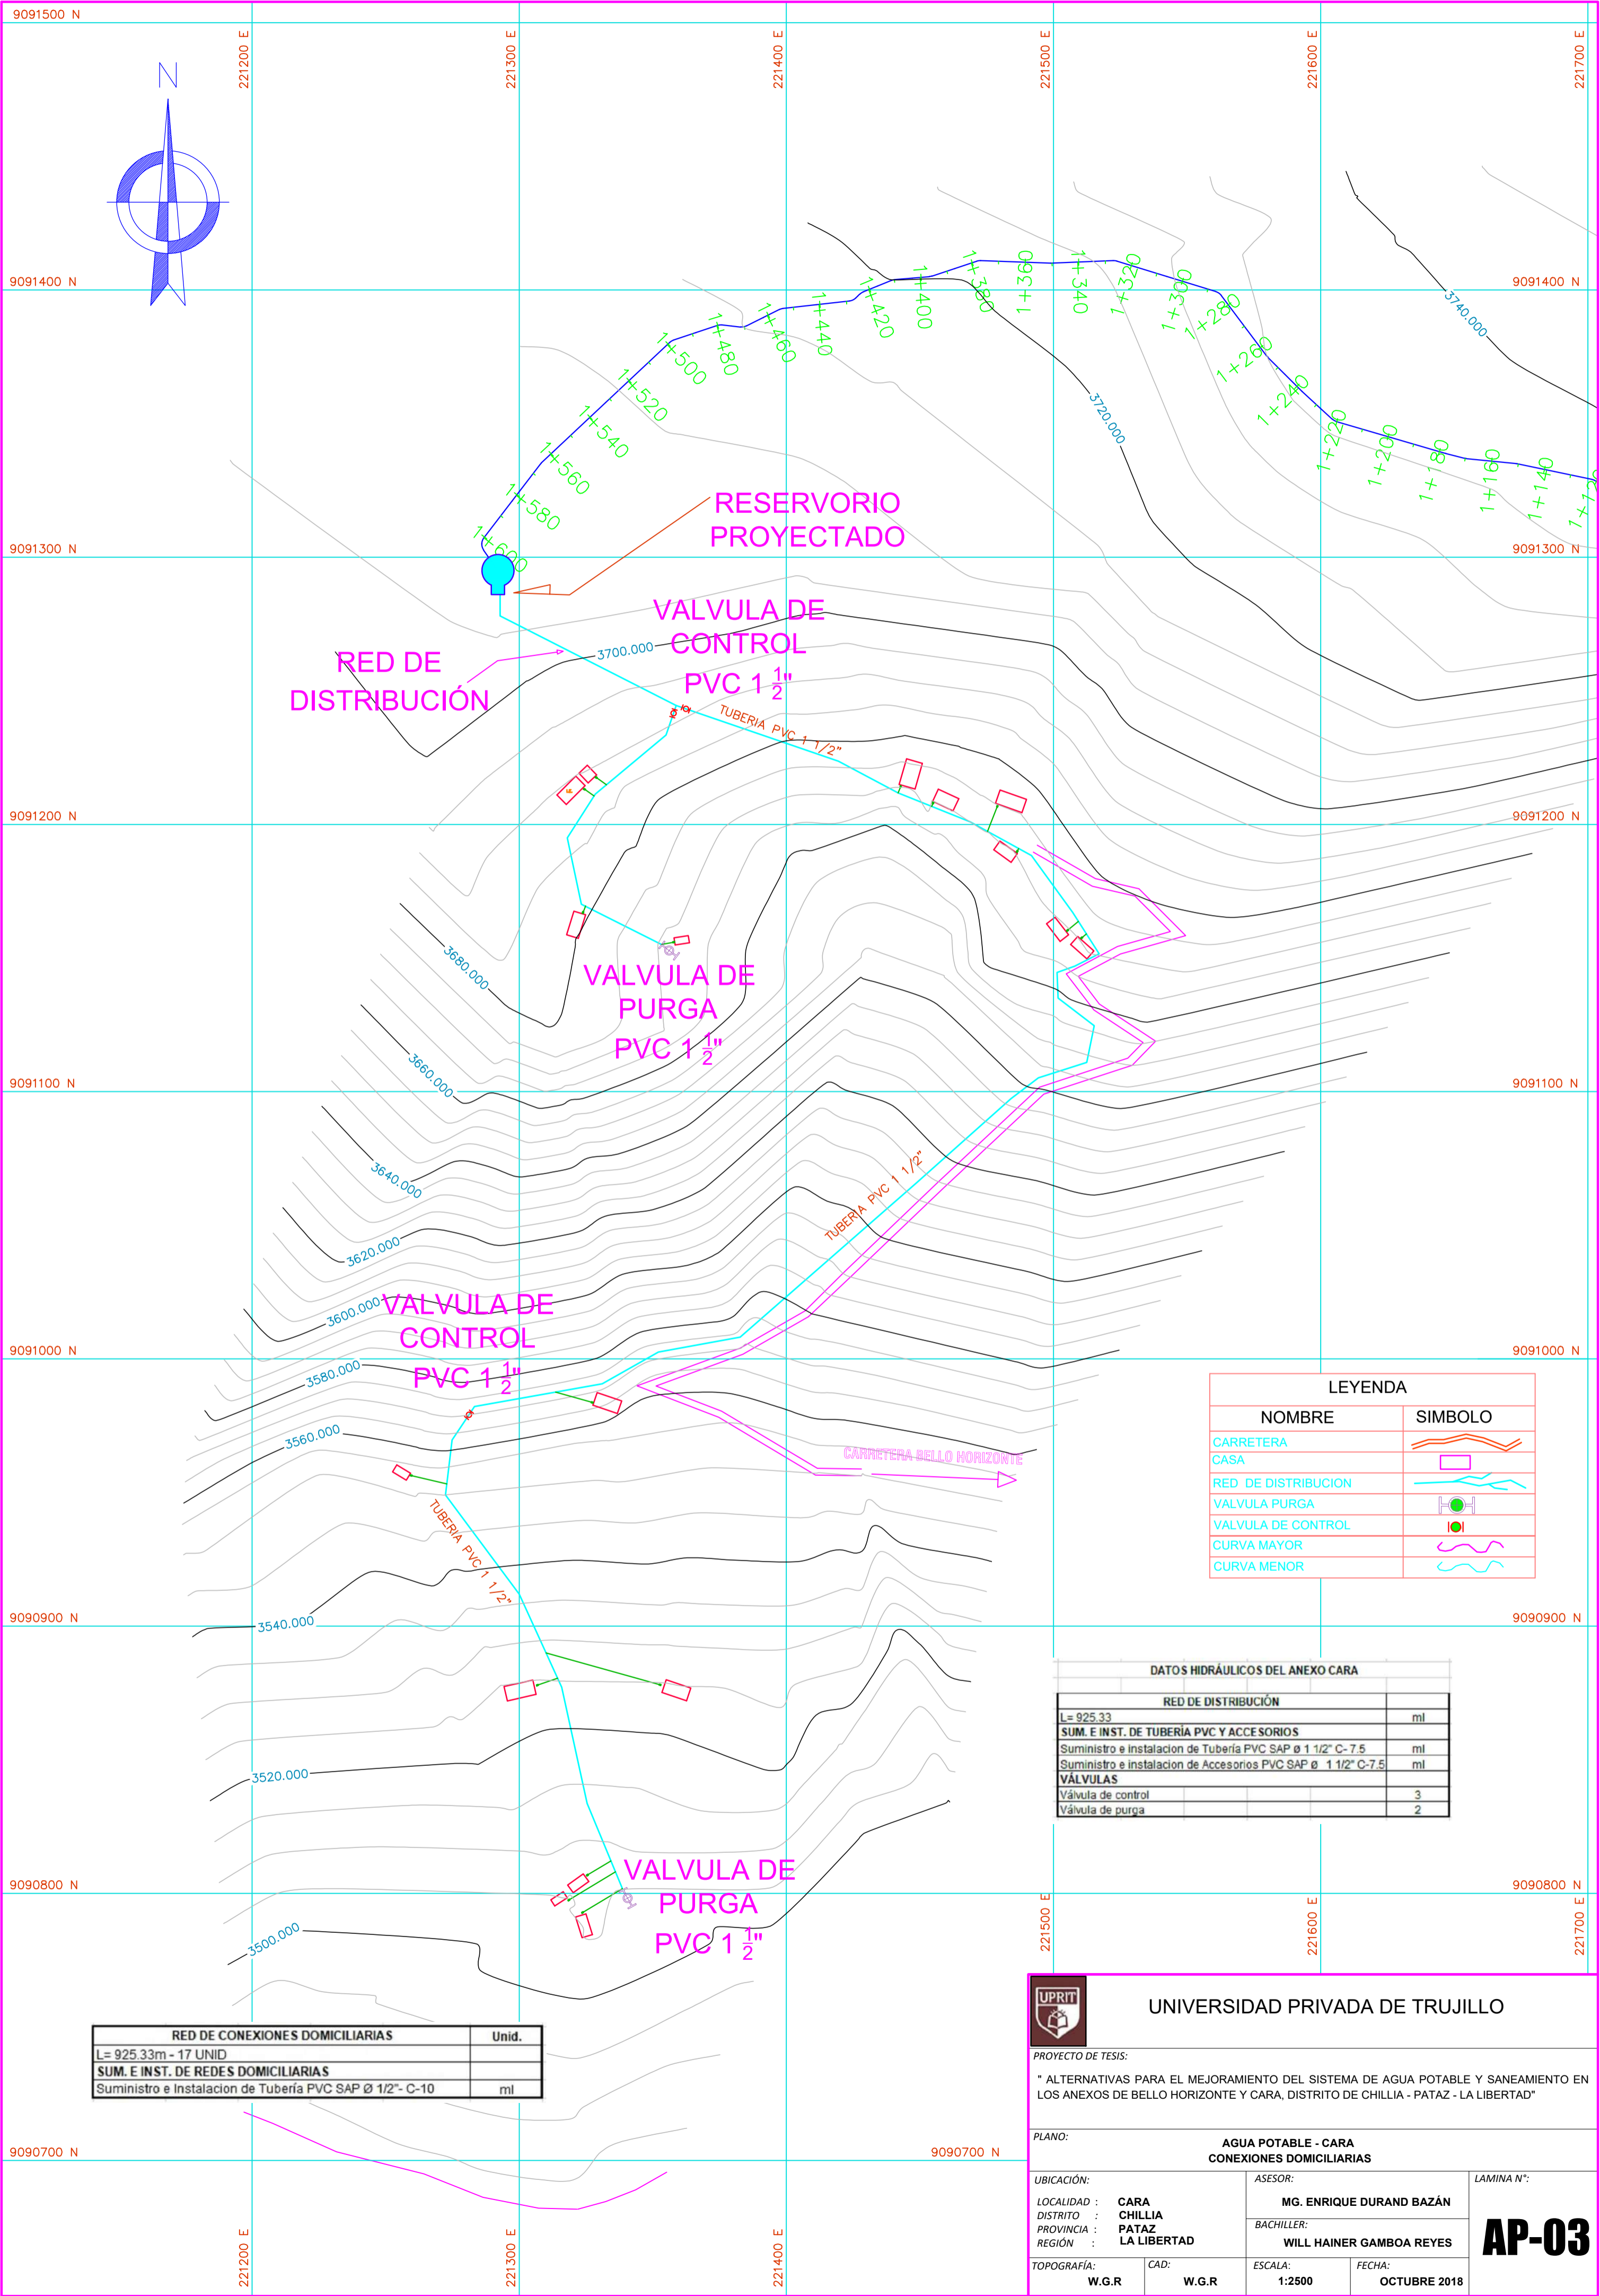 9091500 N
221200 E
221300 E
221400 E
221500 E
221600 E
221700 E
N
9091400 N
9091400 N
1+380
1+360
1+340
1+320
1+300
1+280
1+260
1+240
1+220
1+200
1+180
1+160
1+140
1+400
1+420
1+440
1+460
1+480
1+500
1+520
1+540
1+560
1+580
1+600
3740.000
3720.000
RESERVORIO
PROYECTADO
9091300 N
9091300 N
VALVULA DE
CONTROL
PVC 1 1/2"
3700.000
RED DE
DISTRIBUCIÓN
TUBERIA PVC 1 1/2"
9091200 N
9091200 N
3680.000
VALVULA DE
PURGA
PVC 1 1/2"
3660.000
9091100 N
9091100 N
3640.000
TUBERIA PVC 1 1/2"
3620.000
3600.000
VALVULA DE
CONTROL
PVC 1 1/2"
9091000 N
9091000 N
3580.000
3560.000
CARRETERA BELLO HORIZONTE
TUBERIA PVC 1 1/2"
LEYENDA
NOMBRE SIMBOLO
CARRETERA
CASA
RED DE DISTRIBUCION
VALVULA PURGA
VALVULA DE CONTROL
CURVA MAYOR
CURVA MENOR
9090900 N
9090900 N
3540.000
DATOS HIDRÁULICOS DEL ANEXO CARA
RED DE DISTRIBUCIÓN
L= 925.33 ml
SUM. E INST. DE TUBERÍA PVC Y ACCESORIOS
Suministro e instalacion de Tubería PVC SAP ø 1 1/2" C- 7.5 ml
Suministro e instalacion de Accesorios PVC SAP ø 1 1/2" C-7.5 ml
VÁLVULAS
Válvula de control 3
Válvula de purga 2
3520.000
VALVULA DE
PURGA
PVC 1 1/2"
9090800 N
9090800 N
3500.000
221500 E
221600 E
221700 E
RED DE CONEXIONES DOMICILIARIAS Unid.
L= 925.33m - 17 UNID
SUM. E INST. DE REDES DOMICILIARIAS
Suministro e Instalacion de Tubería PVC SAP Ø 1/2"- C-10 ml
9090700 N
9090700 N
221200 E
221300 E
221400 E
UPRIT
UNIVERSIDAD PRIVADA DE TRUJILLO
PROYECTO DE TESIS:
" ALTERNATIVAS PARA EL MEJORAMIENTO DEL SISTEMA DE AGUA POTABLE Y SANEAMIENTO EN
LOS ANEXOS DE BELLO HORIZONTE Y CARA, DISTRITO DE CHILLIA - PATAZ - LA LIBERTAD"
PLANO:
AGUA POTABLE - CARA
CONEXIONES DOMICILIARIAS
UBICACIÓN:
LOCALIDAD : CARA
DISTRITO : CHILLIA
PROVINCIA : PATAZ
REGIÓN : LA LIBERTAD
ASESOR:
MG. ENRIQUE DURAND BAZÁN
BACHILLER:
WILL HAINER GAMBOA REYES
LAMINA N°:
AP-03
TOPOGRAFÍA:
W.G.R
CAD:
W.G.R
ESCALA:
1:2500
FECHA:
OCTUBRE 2018